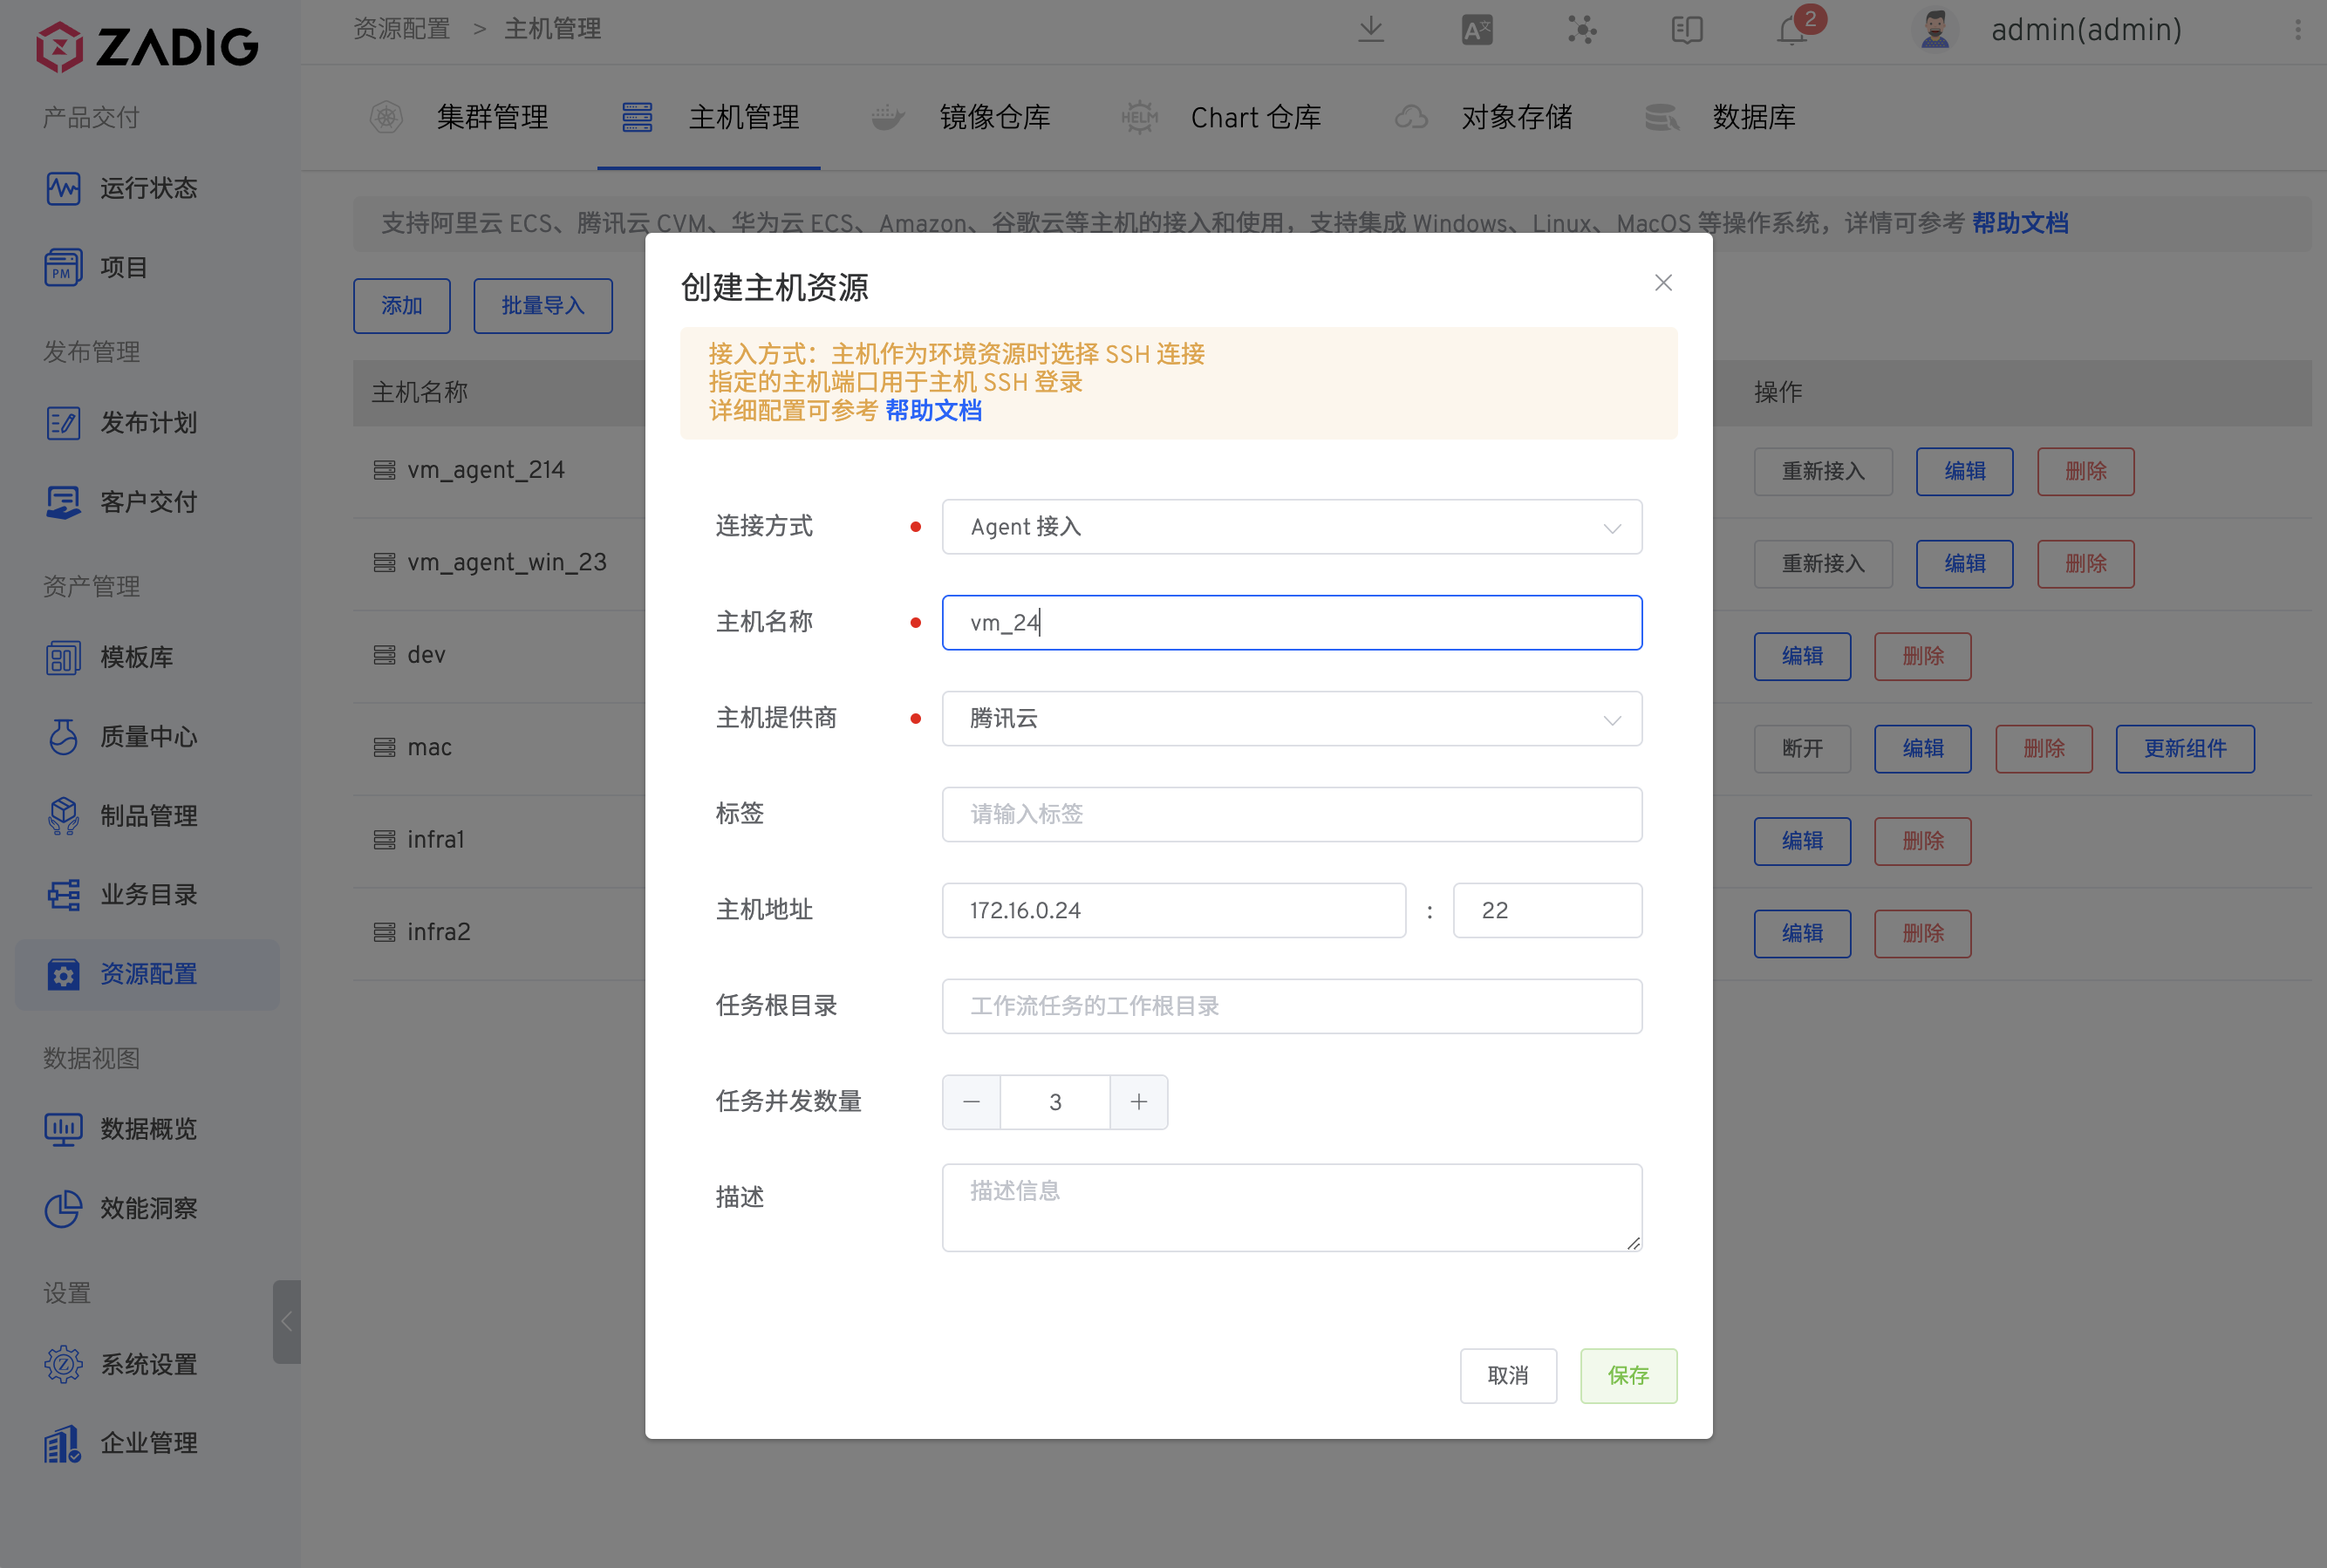 ZADIG
资源配置 > 主机管理
A文
2
admin(admin)
产品交付
运行状态
PM
项目
发布管理
发布计划
客户交付
资产管理
模板库
质量中心
制品管理
业务目录
资源配置
数据视图
数据概览
效能洞察
设置
系统设置
企业管理
集群管理
主机管理
镜像仓库
HELM
Chart 仓库
对象存储
数据库
支持阿里云 ECS、腾讯云 CVM、华为云 ECS、Amazon、谷歌云等主机的接入和使用，支持集成 Windows、Linux、MacOS 等操作系统，详情可参考 帮助文档
添加
批量导入
主机名称
操作
vm_agent_214
重新接入
编辑
删除
vm_agent_win_23
重新接入
编辑
删除
dev
编辑
删除
mac
断开
编辑
删除
更新组件
infra1
编辑
删除
infra2
编辑
删除
创建主机资源
接入方式：主机作为环境资源时选择 SSH 连接
指定的主机端口用于主机 SSH 登录
详细配置可参考 帮助文档
连接方式
Agent 接入
主机名称
vm_24
主机提供商
腾讯云
标签
请输入标签
主机地址
172.16.0.24 : 22
任务根目录
工作流任务的工作根目录
任务并发数量
3
描述
描述信息
取消
保存